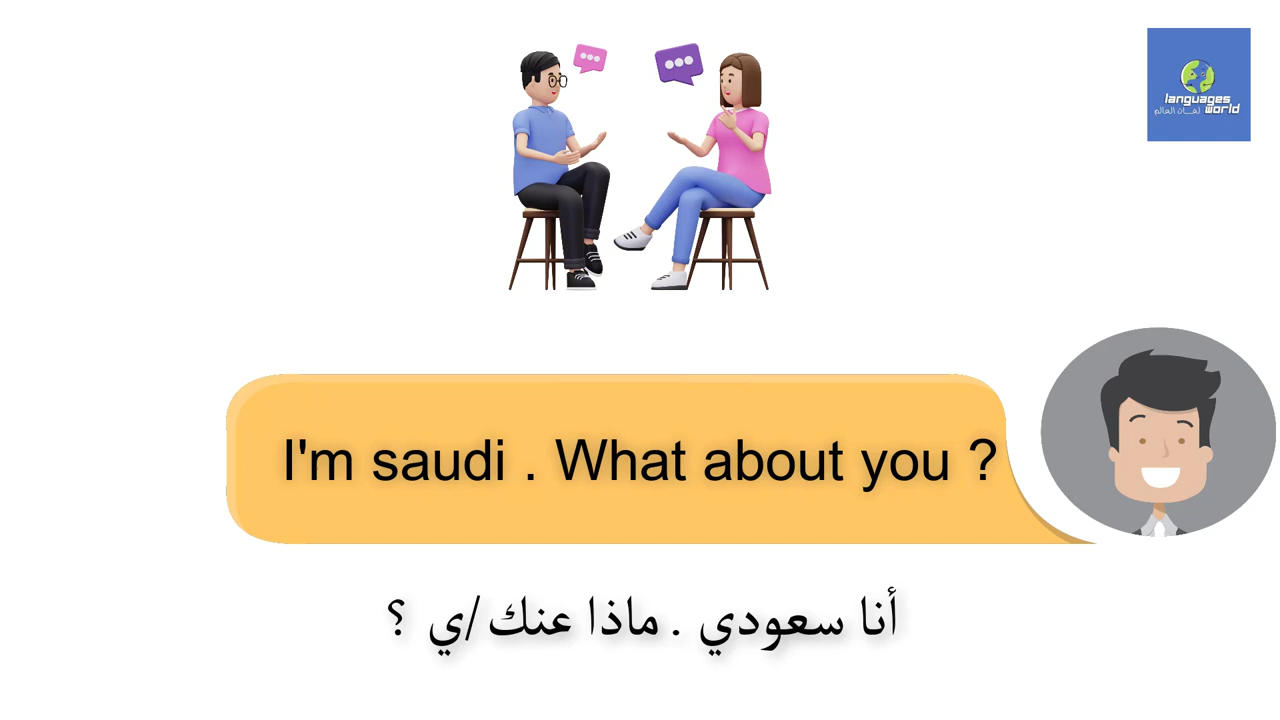 languages
لغات العالم world
I'm saudi . What about you ?
أنا سعودي . ماذا عنك/ي ؟